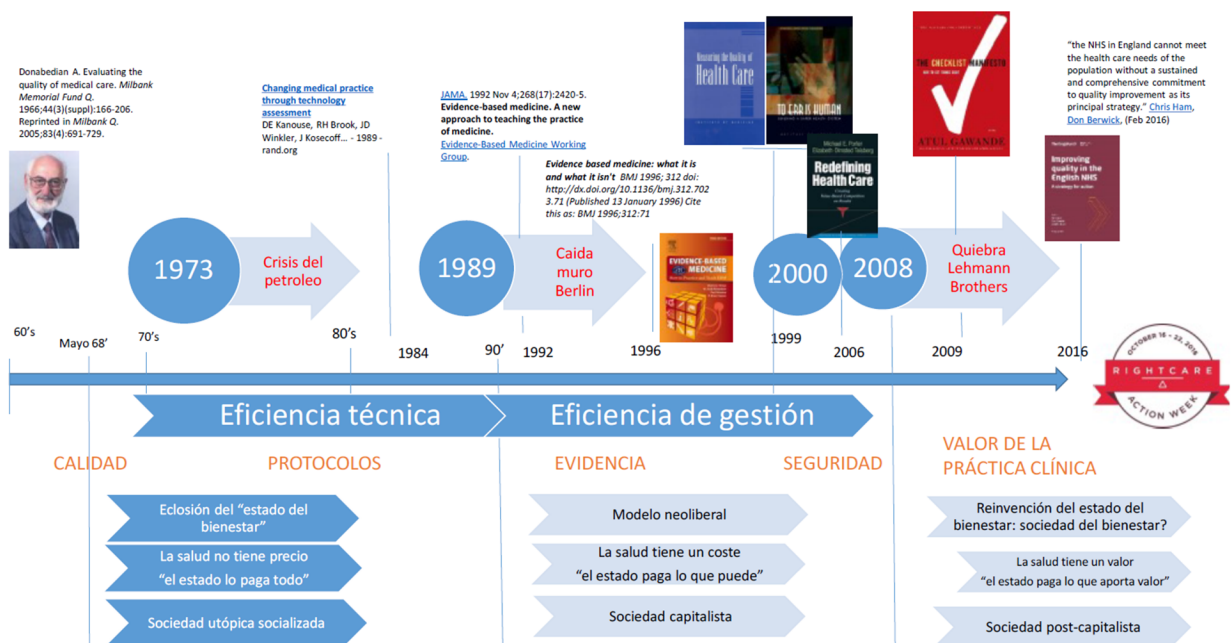 Donabedian A. Evaluating the
quality of medical care. Milbank
Memorial Fund Q.
1966;44(3)(suppl):166-206.
Reprinted in Milbank Q.
2005;83(4):691-729.
Changing medical practice
through technology
assessment
DE Kanouse, RH Brook, JD
Winkler, J Kosecoff... - 1989 -
rand.org
JAMA. 1992 Nov 4;268(17):2420-5.
Evidence-based medicine. A new
approach to teaching the practice
of medicine.
Evidence-Based Medicine Working
Group.
Evidence based medicine: what it is
and what it isn't BMJ 1996; 312 doi:
http://dx.doi.org/10.1136/bmj.312.702
3.71 (Published 13 January 1996) Cite
this as: BMJ 1996;312:71
Measuring the Quality of
Health Care
TO ERR IS HUMAN
Michael E. Porter
Elizabeth Olmsted Teisberg
Redefining
Health Care
THE CHECKLIST MANIFESTO
ATUL GAWANDE
"the NHS in England cannot meet
the health care needs of the
population without a sustained
and comprehensive commitment
to quality improvement as its
principal strategy." Chris Ham,
Don Berwick, (Feb 2016)
Improving
quality in the
English NHS
EVIDENCE-BASED
MEDICINE
1973
Crisis del
petroleo
1989
Caida
muro
Berlin
2000
2008
Quiebra
Lehmann
Brothers
60's
Mayo 68'
70's
80's
1984
90'
1992
1996
1999
2006
2009
2016
OCTOBER 16 - 22, 2016
RIGHTCARE
ACTION WEEK
Eficiencia técnica
Eficiencia de gestión
CALIDAD
PROTOCOLOS
EVIDENCIA
SEGURIDAD
VALOR DE LA
PRÁCTICA CLÍNICA
Eclosión del "estado del
bienestar"
La salud no tiene precio
"el estado lo paga todo"
Sociedad utópica socializada
Modelo neoliberal
La salud tiene un coste
"el estado paga lo que puede"
Sociedad capitalista
Reinvención del estado del
bienestar: sociedad del bienestar?
La salud tiene un valor
"el estado paga lo que aporta valor"
Sociedad post-capitalista